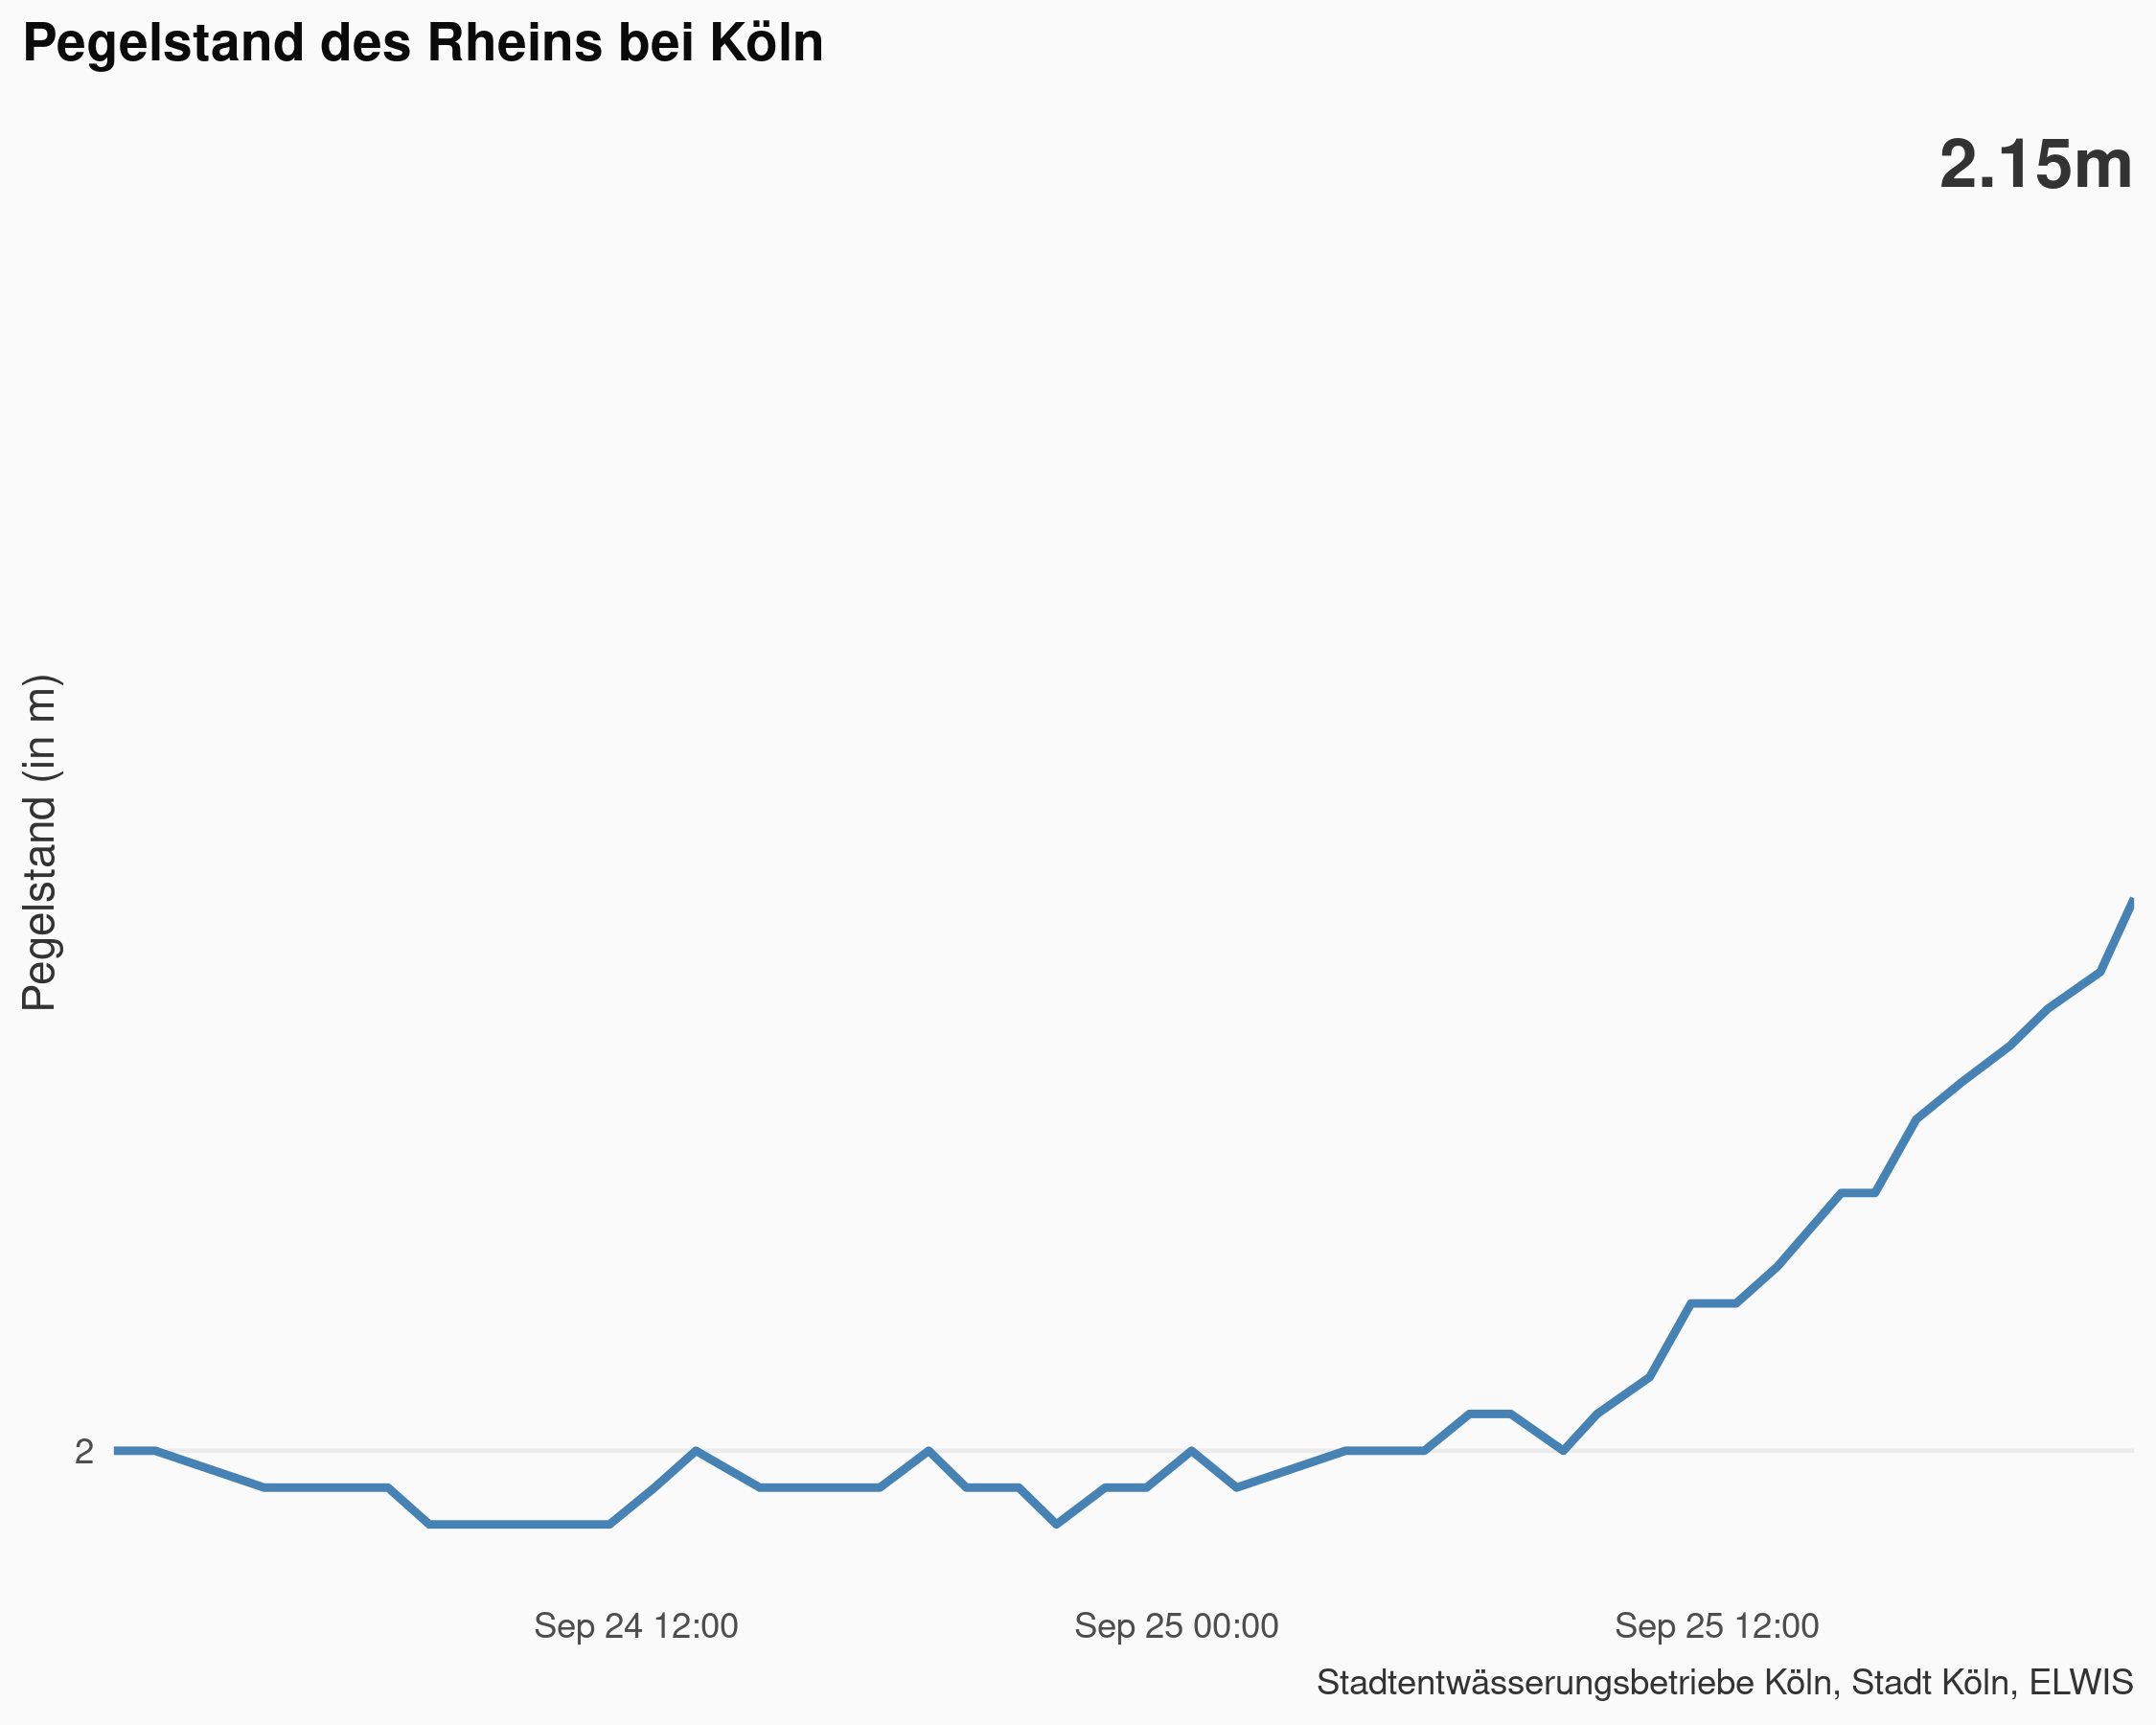 Pegelstand des Rheins bei Köln
2.15m
Pegelstand (in m)
2
Sep 24 12:00
Sep 25 00:00
Sep 25 12:00
Stadtentwässerungsbetriebe Köln, Stadt Köln, ELWIS